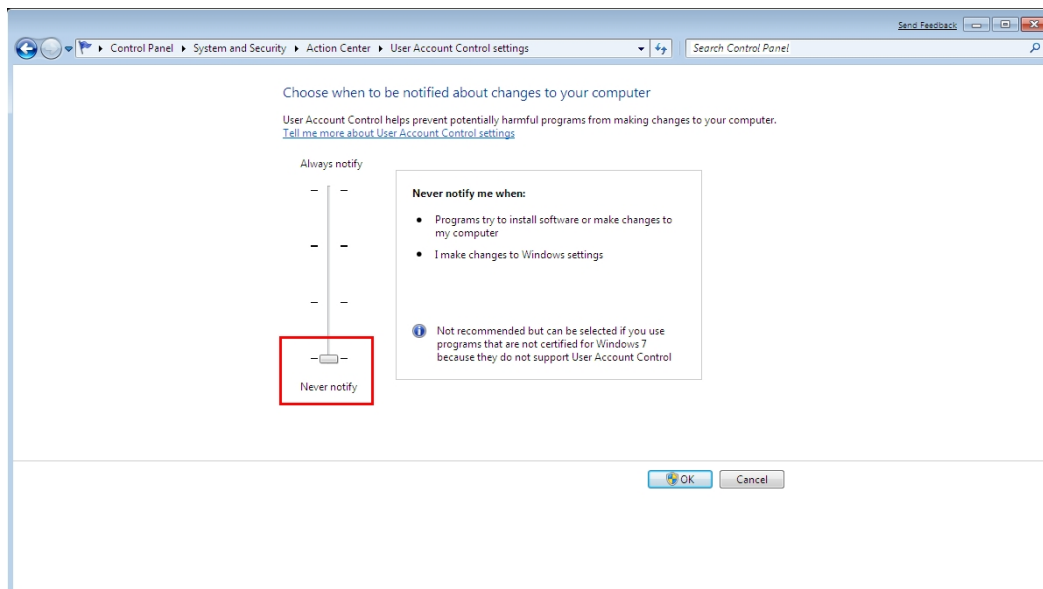 Send Feedback
Control Panel ▸ System and Security ▸ Action Center ▸ User Account Control settings
Search Control Panel
Choose when to be notified about changes to your computer
User Account Control helps prevent potentially harmful programs from making changes to your computer.
Tell me more about User Account Control settings
Always notify
Never notify me when:
• Programs try to install software or make changes to
my computer
• I make changes to Windows settings
Not recommended but can be selected if you use
programs that are not certified for Windows 7
because they do not support User Account Control
Never notify
OK
Cancel